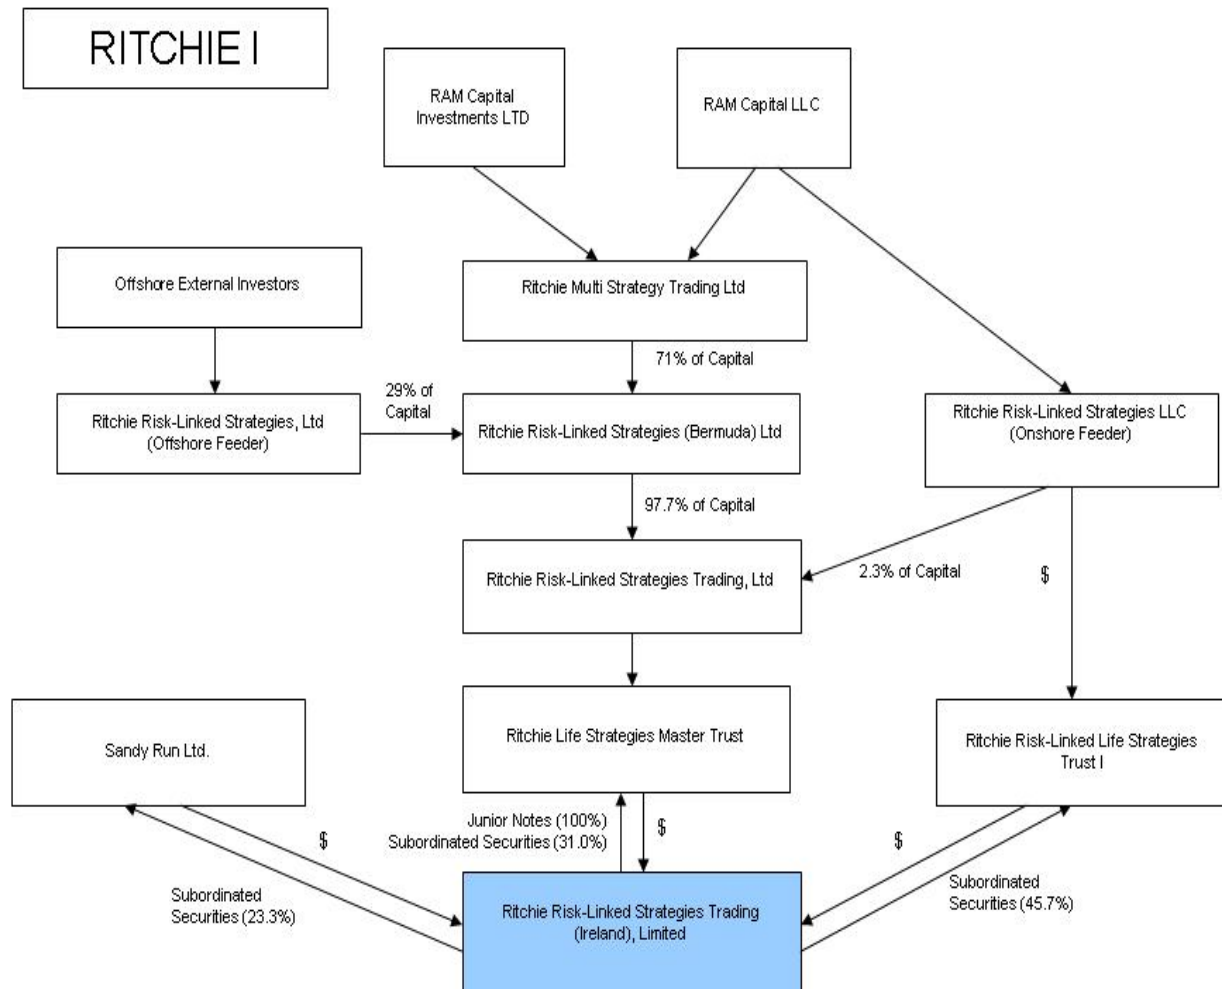 RITCHIE I
RAM Capital
Investments LTD
RAM Capital LLC
Offshore External Investors
Ritchie Multi Strategy Trading Ltd
71% of Capital
29% of
Capital
Ritchie Risk-Linked Strategies, Ltd
(Offshore Feeder)
Ritchie Risk-Linked Strategies (Bermuda) Ltd
Ritchie Risk-Linked Strategies LLC
(Onshore Feeder)
97.7% of Capital
Ritchie Risk-Linked Strategies Trading, Ltd
2.3% of Capital
$
Sandy Run Ltd.
Ritchie Life Strategies Master Trust
Ritchie Risk-Linked Life Strategies
Trust I
$
Junior Notes (100%)
Subordinated Securities (31.0%)
$
$
Subordinated
Securities (23.3%)
Ritchie Risk-Linked Strategies Trading
(Ireland), Limited
Subordinated
Securities (45.7%)